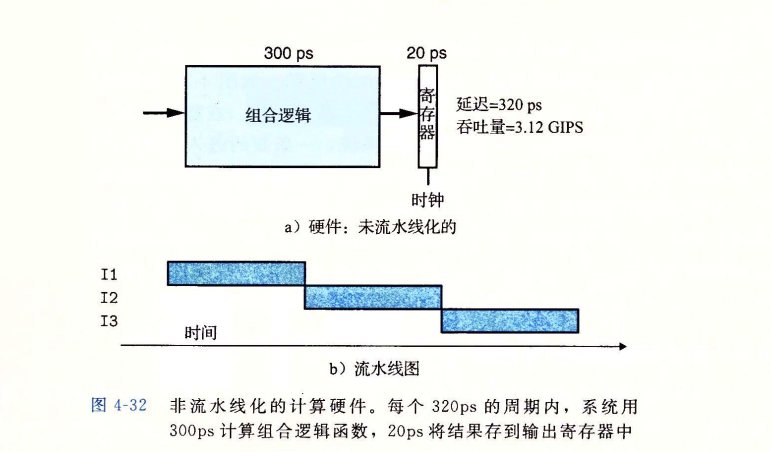 300 ps
20 ps
组合逻辑
寄存器
延迟=320 ps
吞吐量=3.12 GIPS
时钟
a）硬件：未流水线化的
I1
I2
I3
时间
b）流水线图
图 4-32 非流水线化的计算硬件。每个 320ps 的周期内，系统用
300ps 计算组合逻辑函数，20ps 将结果存到输出寄存器中